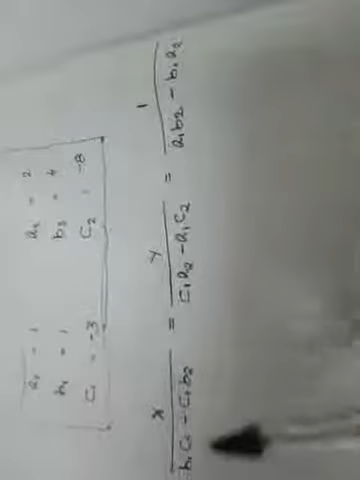 a₁ = 1 a₂ = 2
b₁ = 1 b₂ = 4
c₁ = -3 c₂ = -8
x / (b₁c₂ - c₁b₂) = y / (c₁a₂ - a₁c₂) = 1 / (a₁b₂ - b₁a₂)